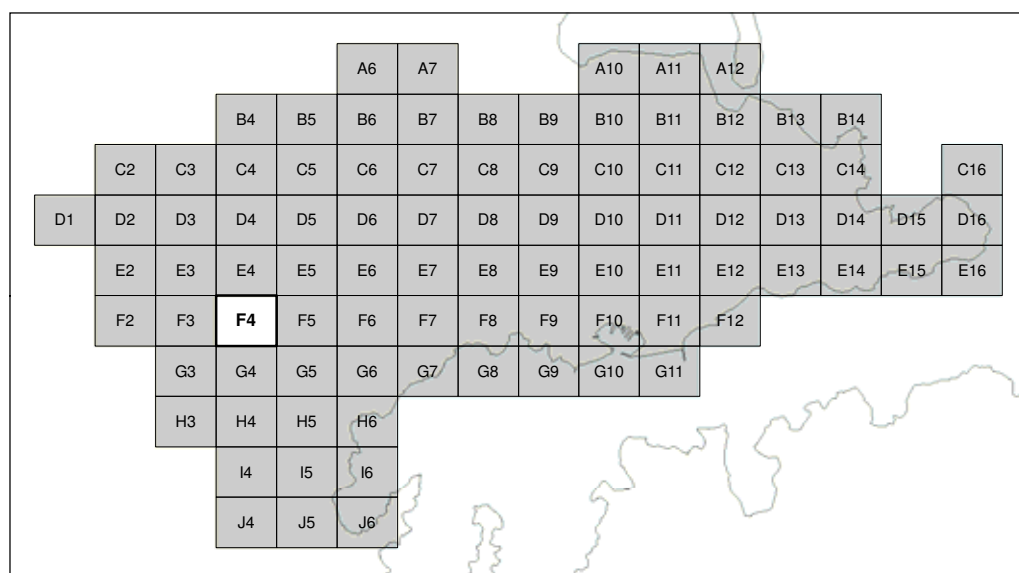 A6 A7 A10 A11 A12
B4 B5 B6 B7 B8 B9 B10 B11 B12 B13 B14
C2 C3 C4 C5 C6 C7 C8 C9 C10 C11 C12 C13 C14 C16
D1 D2 D3 D4 D5 D6 D7 D8 D9 D10 D11 D12 D13 D14 D15 D16
E2 E3 E4 E5 E6 E7 E8 E9 E10 E11 E12 E13 E14 E15 E16
F2 F3 F4 F5 F6 F7 F8 F9 F10 F11 F12
G3 G4 G5 G6 G7 G8 G9 G10 G11
H3 H4 H5 H6
I4 I5 I6
J4 J5 J6